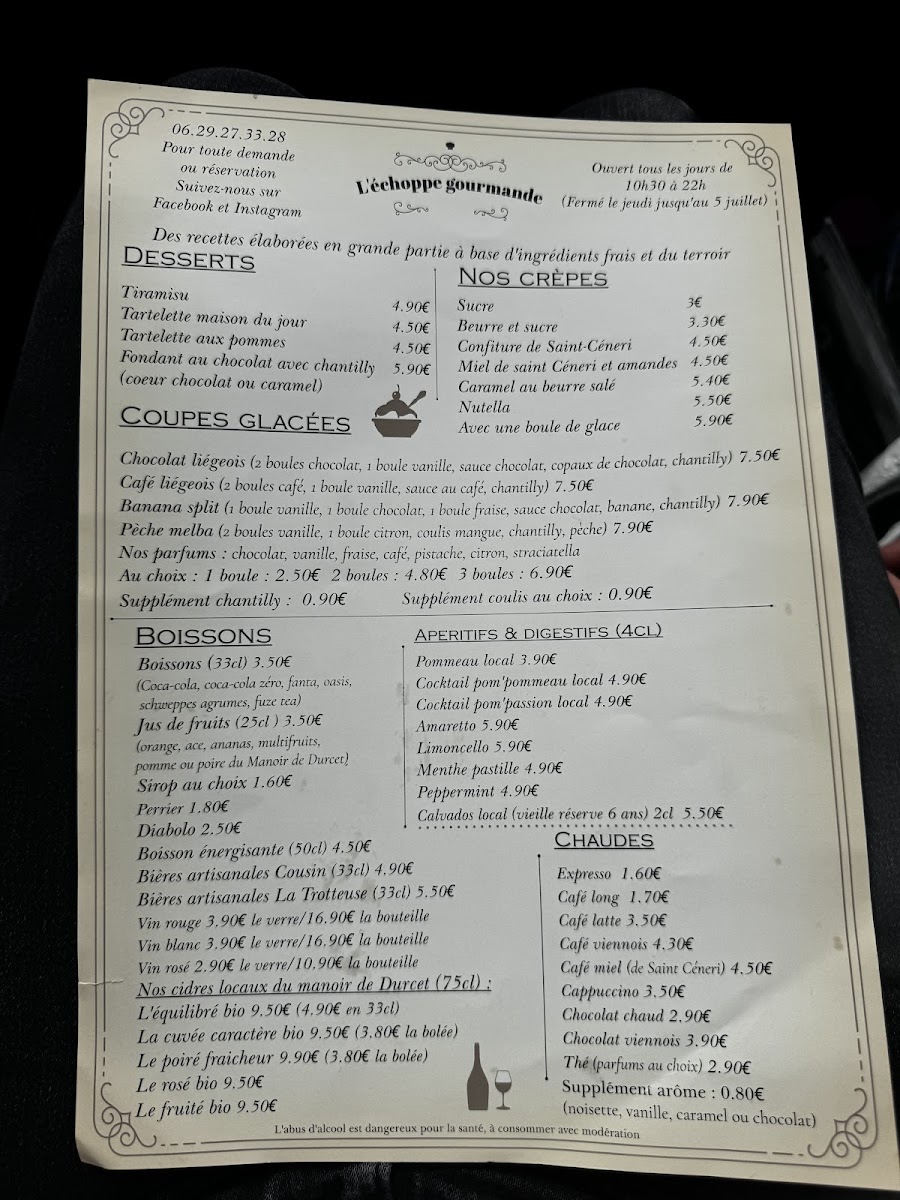 06.29.27.33.28
Pour toute demande
ou réservation
Suivez-nous sur
Facebook et Instagram
L'échoppe gourmande
Ouvert tous les jours de
10h30 à 22h
(Fermé le jeudi jusqu'au 5 juillet)
Des recettes élaborées en grande partie à base d'ingrédients frais et du terroir
DESSERTS
Tiramisu 4.90€
Tartelette maison du jour 4.50€
Tartelette aux pommes 4.50€
Fondant au chocolat avec chantilly 5.90€
(coeur chocolat ou caramel)
NOS CRÈPES
Sucre 3€
Beurre et sucre 3.30€
Confiture de Saint-Céneri 4.50€
Miel de saint Céneri et amandes 4.50€
Caramel au beurre salé 5.40€
Nutella 5.50€
Avec une boule de glace 5.90€
COUPES GLACÉES
Chocolat liégeois (2 boules chocolat, 1 boule vanille, sauce chocolat, copaux de chocolat, chantilly) 7.50€
Café liégeois (2 boules café, 1 boule vanille, sauce au café, chantilly) 7.50€
Banana split (1 boule vanille, 1 boule chocolat, 1 boule fraise, sauce chocolat, banane, chantilly) 7.90€
Pêche melba (2 boules vanille, 1 boule citron, coulis mangue, chantilly, pèche) 7.90€
Nos parfums : chocolat, vanille, fraise, café, pistache, citron, straciatella
Au choix : 1 boule : 2.50€ 2 boules : 4.80€ 3 boules : 6.90€
Supplément chantilly : 0.90€ Supplément coulis au choix : 0.90€
BOISSONS
Boissons (33cl) 3.50€
(Coca-cola, coca-cola zéro, fanta, oasis,
schweppes agrumes, fuze tea)
Jus de fruits (25cl ) 3.50€
(orange, ace, ananas, multifruits,
pomme ou poire du Manoir de Durcet)
Sirop au choix 1.60€
Perrier 1.80€
Diabolo 2.50€
Boisson énergisante (50cl) 4.50€
Bières artisanales Cousin (33cl) 4.90€
Bières artisanales La Trotteuse (33cl) 5.50€
Vin rouge 3.90€ le verre/16.90€ la bouteille
Vin blanc 3.90€ le verre/16.90€ la bouteille
Vin rosé 2.90€ le verre/10.90€ la bouteille
Nos cidres locaux du manoir de Durcet (75cl) :
L'équilibré bio 9.50€ (4.90€ en 33cl)
La cuvée caractère bio 9.50€ (3.80€ la bolée)
Le poiré fraicheur 9.90€ (3.80€ la bolée)
Le rosé bio 9.50€
Le fruité bio 9.50€
APERITIFS & DIGESTIFS (4CL)
Pommeau local 3.90€
Cocktail pom'pommeau local 4.90€
Cocktail pom'passion local 4.90€
Amaretto 5.90€
Limoncello 5.90€
Menthe pastille 4.90€
Peppermint 4.90€
Calvados local (vieille réserve 6 ans) 2cl 5.50€
CHAUDES
Expresso 1.60€
Café long 1.70€
Café latte 3.50€
Café viennois 4.30€
Café miel (de Saint Céneri) 4.50€
Cappuccino 3.50€
Chocolat chaud 2.90€
Chocolat viennois 3.90€
Thé (parfums au choix) 2.90€
Supplément arôme : 0.80€
(noisette, vanille, caramel ou chocolat)
L'abus d'alcool est dangereux pour la santé, à consommer avec modération